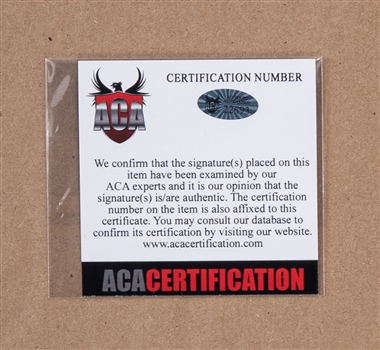 CERTIFICATION NUMBER
ACA
We confirm that the signature(s) placed on this
item have been examined by our
ACA experts and it is our opinion that the
signature(s) is/are authentic. The certification
number on the item is also affixed to this
certificate. You may consult our database to
confirm its certification by visiting our website.
www.acacertification.com
ACACERTIFICATION